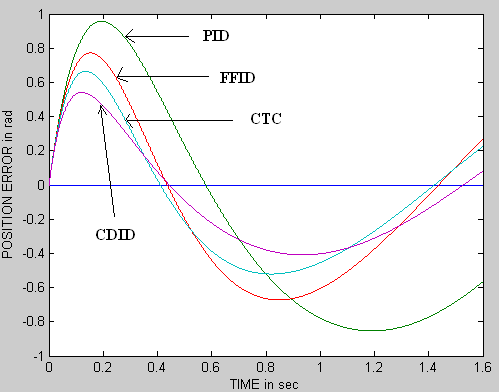 1
0.8
0.6
0.4
0.2
0
-0.2
-0.4
-0.6
-0.8
-1
POSITION ERROR in rad
PID
FFID
CTC
CDID
0 0.2 0.4 0.6 0.8 1 1.2 1.4 1.6
TIME in sec